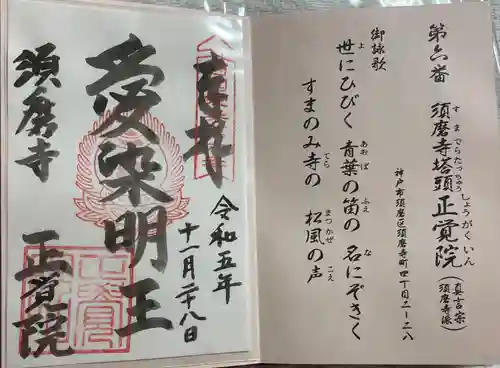 第六番 須磨寺塔頭 正覚院 (真言宗須磨寺派)
すまでらたっちゅう しょうがくいん
神戸市須磨区須磨寺町四丁目二ー二八
御詠歌
世にひびく 青葉の笛の 名にぞきく
よ あおば ふえ な
すまのみ寺の 松風の声
てら まつかぜ こえ
奉拝
令和五年
十一月二十八日
愛染明王
須磨寺 正覚院